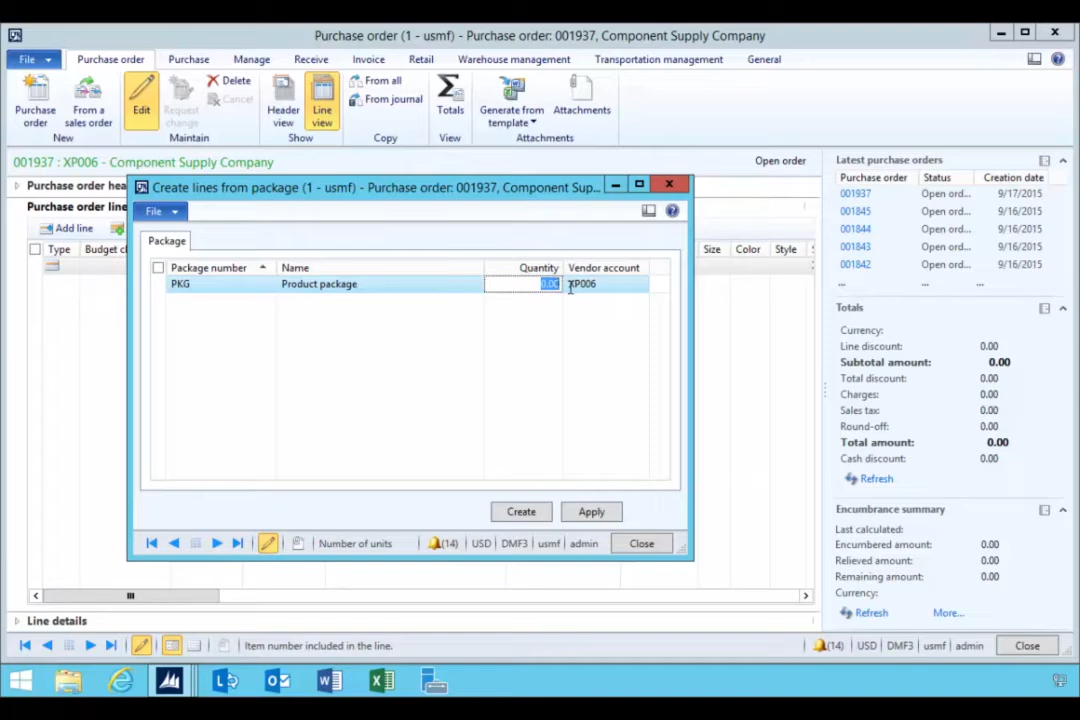 Purchase order (1 - usmf) - Purchase order: 001937, Component Supply Company
File
Purchase order
Purchase
Manage
Receive
Invoice
Retail
Warehouse management
Transportation management
General
Purchase order
From a sales order
New
Edit
Request change
Delete
Cancel
Maintain
Header view
Line view
Show
From all
From journal
Copy
Totals
View
Generate from template
Attachments
Attachments
001937 : XP006 - Component Supply Company
Open order
Purchase order hea
Purchase order line
Add line
Type
Budget cl
Size
Color
Style
Create lines from package (1 - usmf) - Purchase order: 001937, Component Sup...
File
Package
Package number
Name
Quantity
Vendor account
PKG
Product package
0.00
XP006
Create
Apply
Number of units
(14)
USD
DMF3
usmf
admin
Close
Line details
Item number included in the line.
(14)
USD
DMF3
usmf
admin
Close
Latest purchase orders
Purchase order
Status
Creation date
001937 Open ord... 9/17/2015
001845 Open ord... 9/16/2015
001844 Open ord... 9/16/2015
001843 Open ord... 9/16/2015
001842 Open ord... 9/16/2015
... ... ...
Totals
Currency:
Line discount: 0.00
Subtotal amount: 0.00
Total discount: 0.00
Charges: 0.00
Sales tax: 0.00
Round-off: 0.00
Total amount: 0.00
Cash discount: 0.00
Refresh
Encumbrance summary
Last calculated:
Encumbered amount: 0.00
Relieved amount: 0.00
Remaining amount: 0.00
Currency:
Refresh
More...